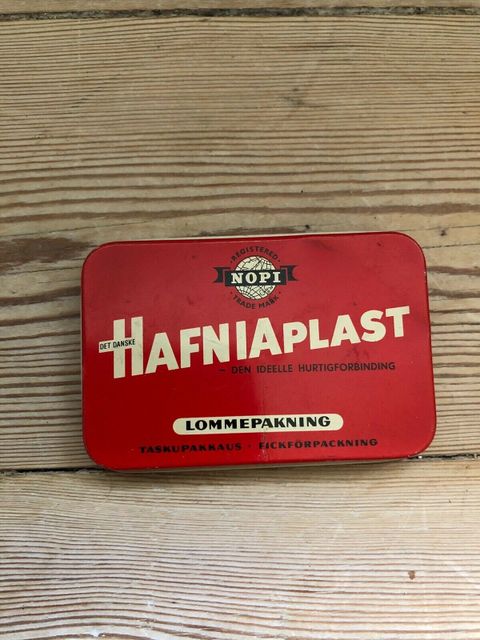 REGISTERED
NOPI
TRADE MARK
DET DANSKE
HAFNIAPLAST
– DEN IDEELLE HURTIGFORBINDING
LOMMEPAKNING
TASKUPAKKAUS · FICKFÖRPACKNING